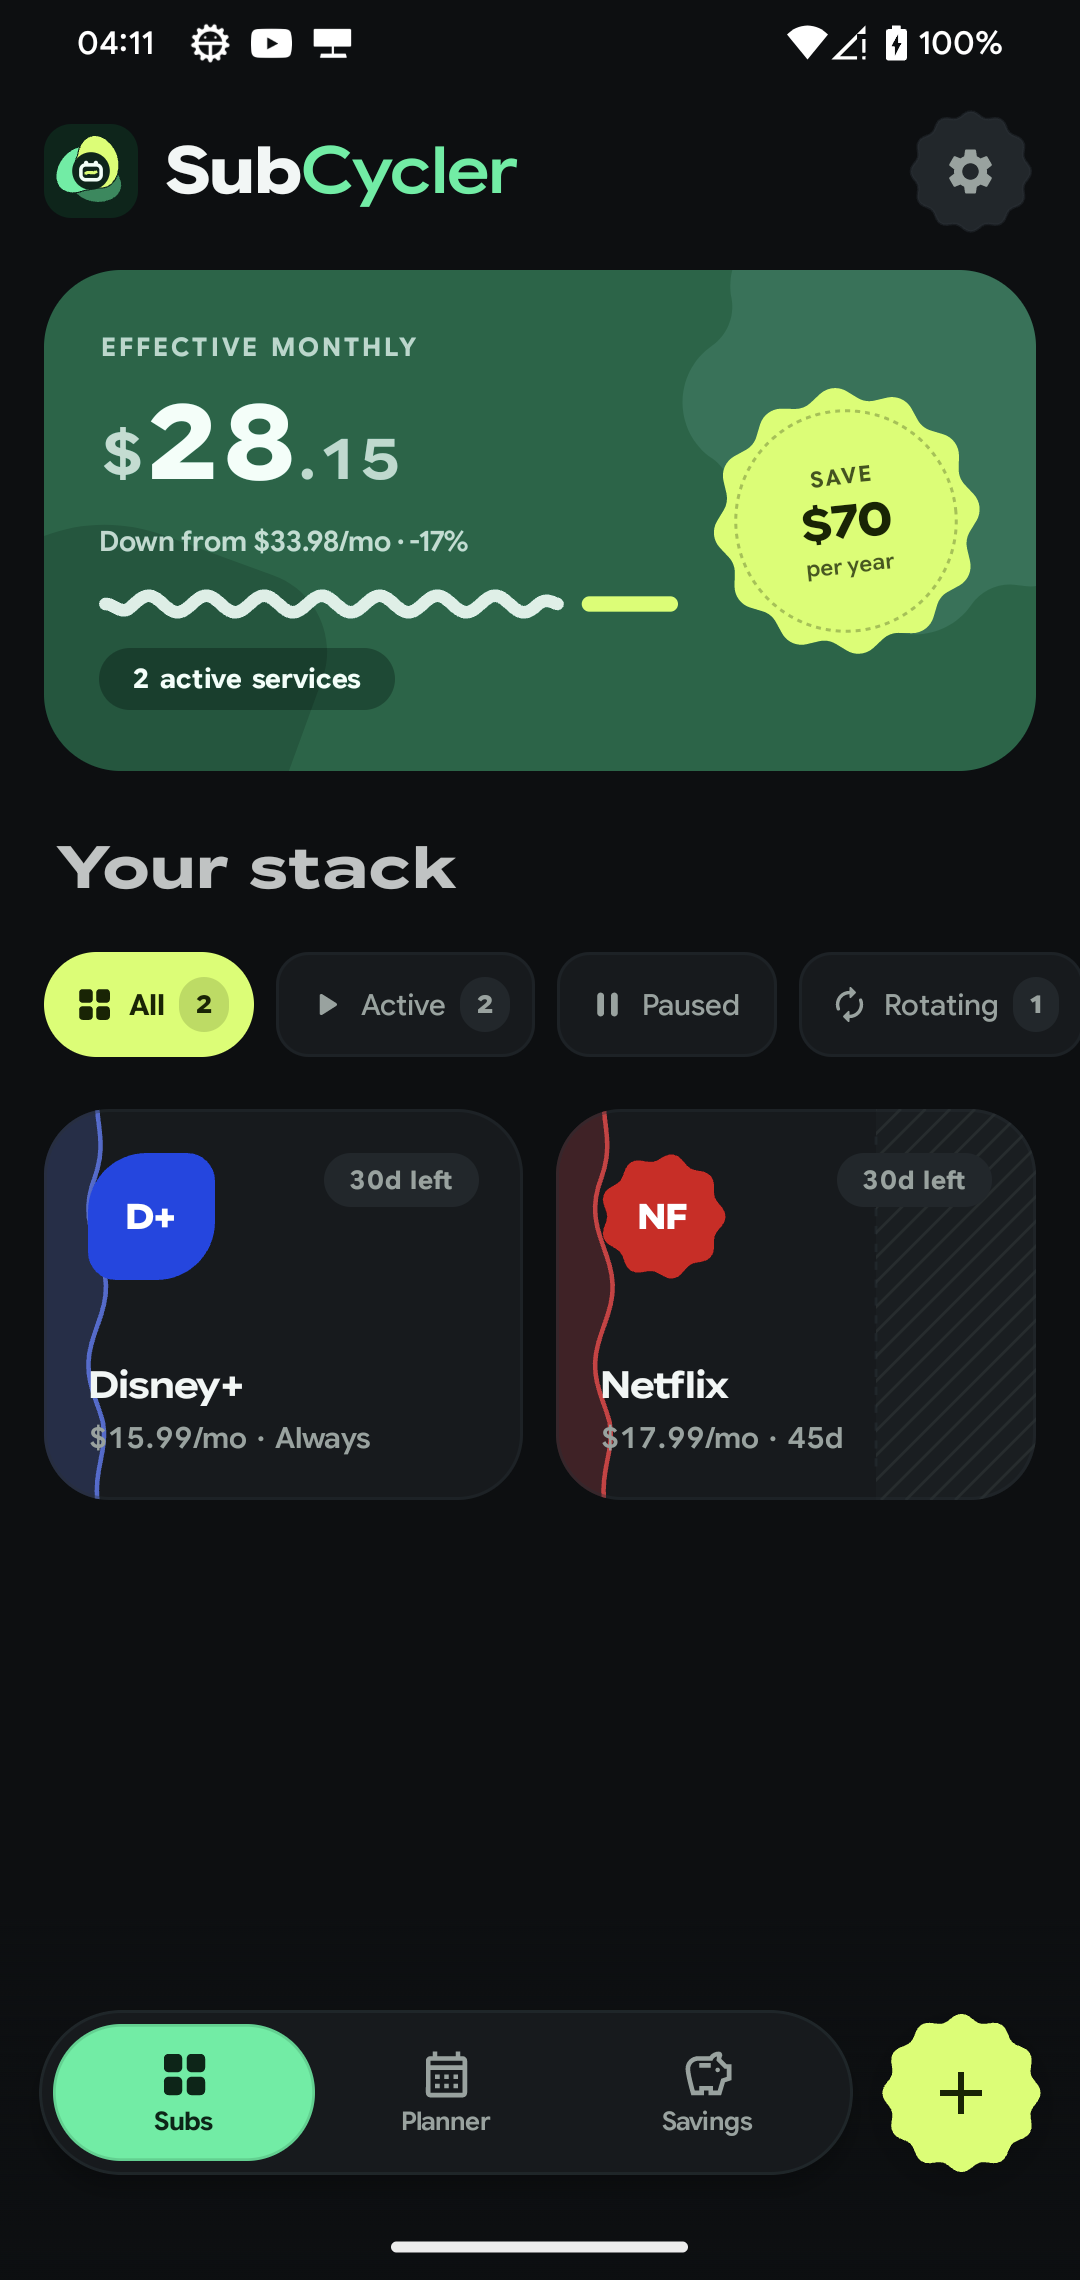 04:11
100%
SubCycler
EFFECTIVE MONTHLY
$28.15
Down from $33.98/mo · -17%
2 active services
SAVE
$70
per year
Your stack
All 2
Active 2
Paused
Rotating 1
D+
30d left
Disney+
$15.99/mo · Always
NF
30d left
Netflix
$17.99/mo · 45d
Subs
Planner
Savings